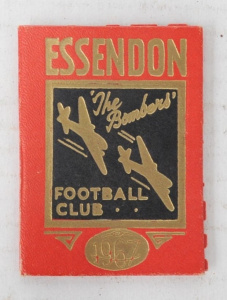 ESSENDON
'The
Bombers'
FOOTBALL
CLUB . .